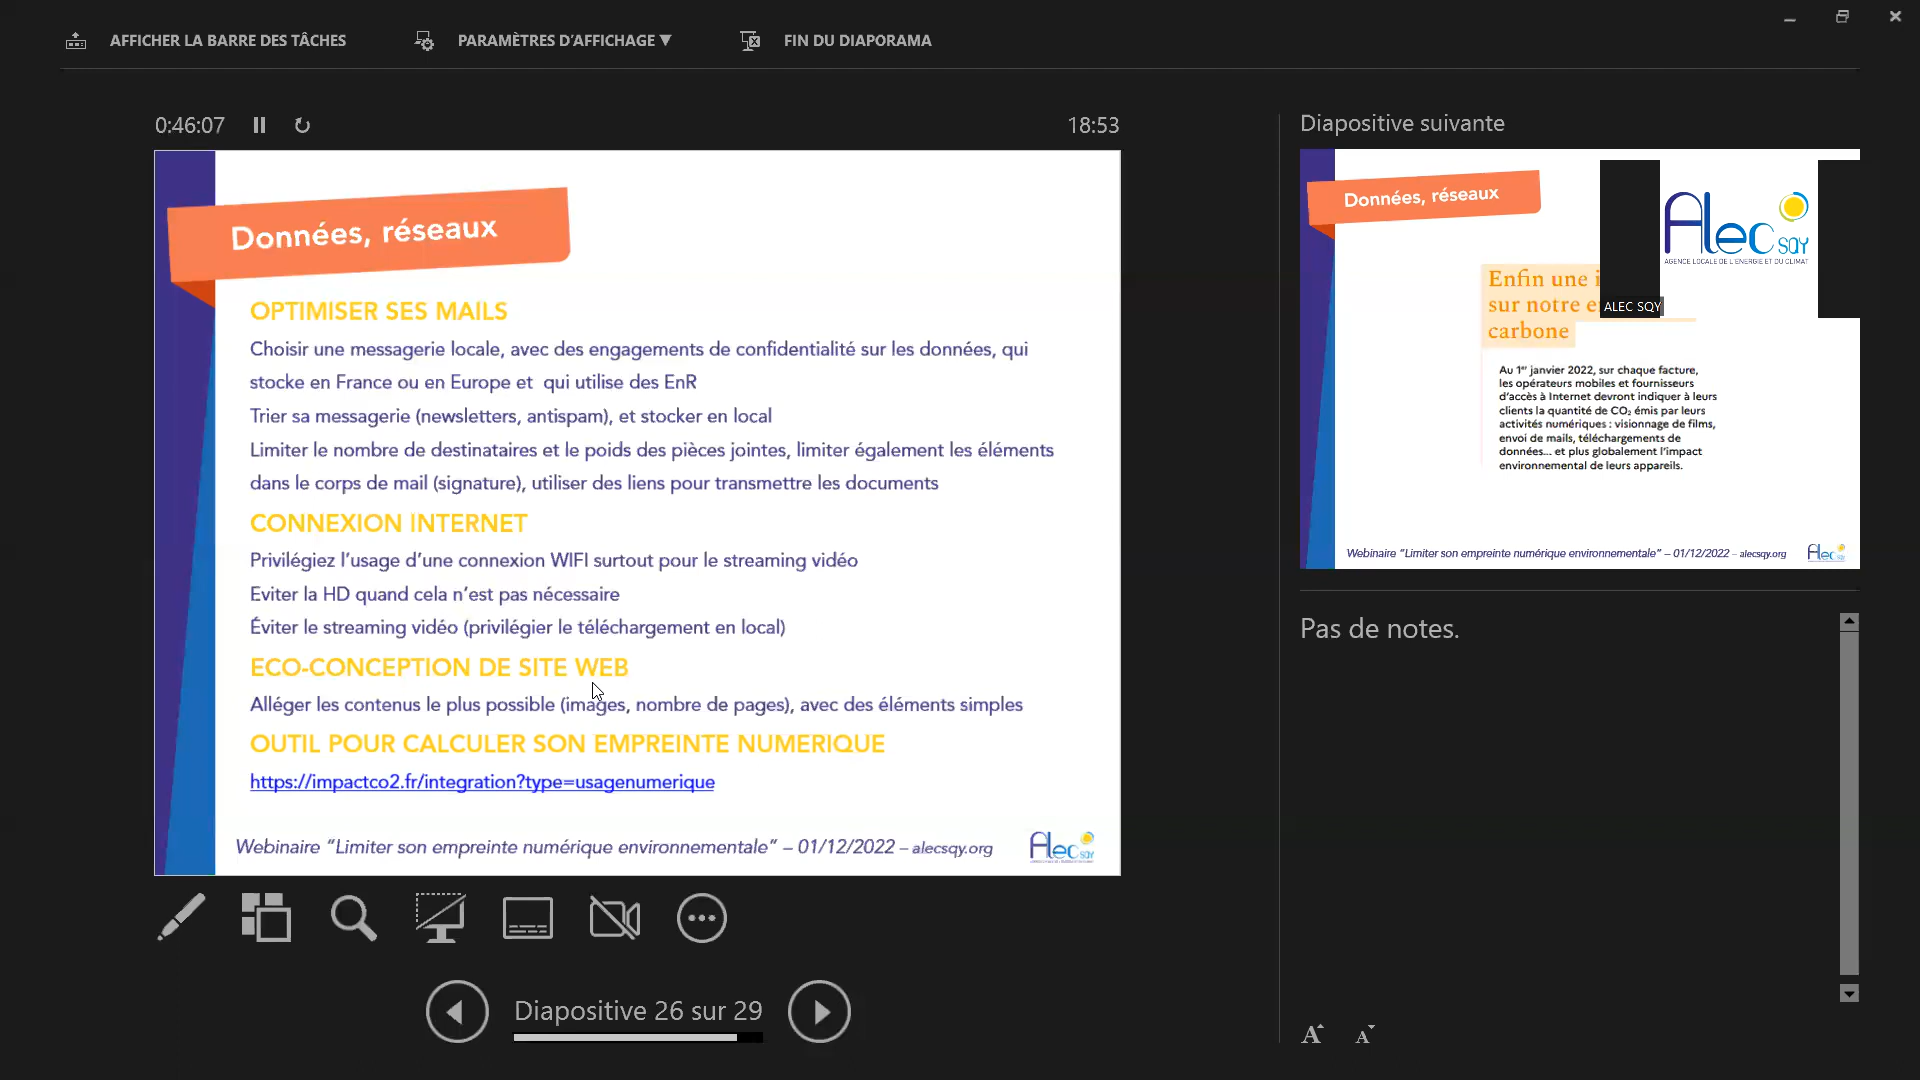 AFFICHER LA BARRE DES TÂCHES
PARAMÈTRES D'AFFICHAGE ▼
FIN DU DIAPORAMA
0:46:07
18:53
Données, réseaux
OPTIMISER SES MAILS
Choisir une messagerie locale, avec des engagements de confidentialité sur les données, qui
stocke en France ou en Europe et qui utilise des EnR
Trier sa messagerie (newsletters, antispam), et stocker en local
Limiter le nombre de destinataires et le poids des pièces jointes, limiter également les éléments
dans le corps de mail (signature), utiliser des liens pour transmettre les documents
CONNEXION INTERNET
Privilégiez l'usage d'une connexion WIFI surtout pour le streaming vidéo
Eviter la HD quand cela n'est pas nécessaire
Éviter le streaming vidéo (privilégier le téléchargement en local)
ECO-CONCEPTION DE SITE WEB
Alléger les contenus le plus possible (images, nombre de pages), avec des éléments simples
OUTIL POUR CALCULER SON EMPREINTE NUMERIQUE
https://impactco2.fr/integration?type=usagenumerique
Webinaire "Limiter son empreinte numérique environnementale" – 01/12/2022 – alecsqy.org
Alec SQY
Diapositive 26 sur 29
Diapositive suivante
Données, réseaux
Alec SQY
AGENCE LOCALE DE L'ENERGIE ET DU CLIMAT
ALEC SQY
Enfin une
sur notre
carbone
Au 1er janvier 2022, sur chaque facture,
les opérateurs mobiles et fournisseurs
d'accès à Internet devront indiquer à leurs
clients la quantité de CO₂ émis par leurs
activités numériques : visionnage de films,
envoi de mails, téléchargements de
données... et plus globalement l'impact
environnemental de leurs appareils.
Webinaire "Limiter son empreinte numérique environnementale" – 01/12/2022 – alecsqy.org
Alec
Pas de notes.
A A